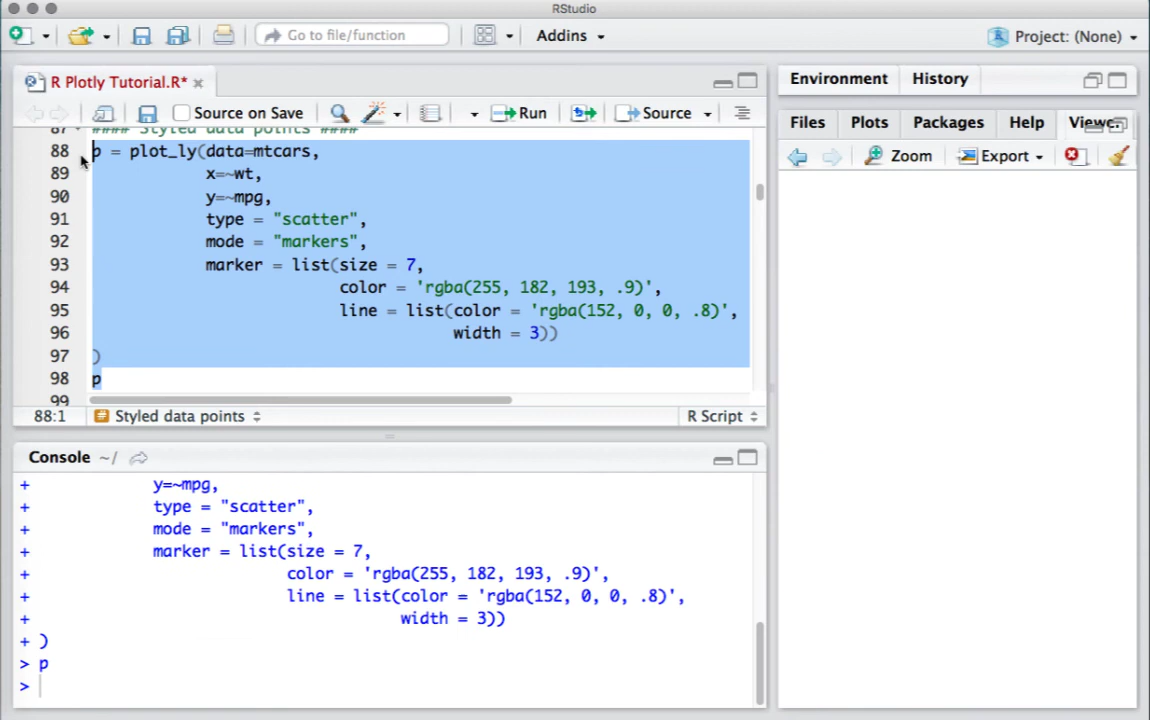 RStudio
Go to file/function
Addins
Project: (None)
R Plotly Tutorial.R*
Source on Save
Run
Source
87 #### Styled data points ####
88 p = plot_ly(data=mtcars,
89 x=~wt,
90 y=~mpg,
91 type = "scatter",
92 mode = "markers",
93 marker = list(size = 7,
94 color = 'rgba(255, 182, 193, .9)',
95 line = list(color = 'rgba(152, 0, 0, .8)',
96 width = 3))
97 )
98 p
99
88:1 Styled data points R Script
Console ~/
+ y=~mpg,
+ type = "scatter",
+ mode = "markers",
+ marker = list(size = 7,
+ color = 'rgba(255, 182, 193, .9)',
+ line = list(color = 'rgba(152, 0, 0, .8)',
+ width = 3))
+ )
> p
>
Environment History
Files Plots Packages Help Viewer
Zoom Export